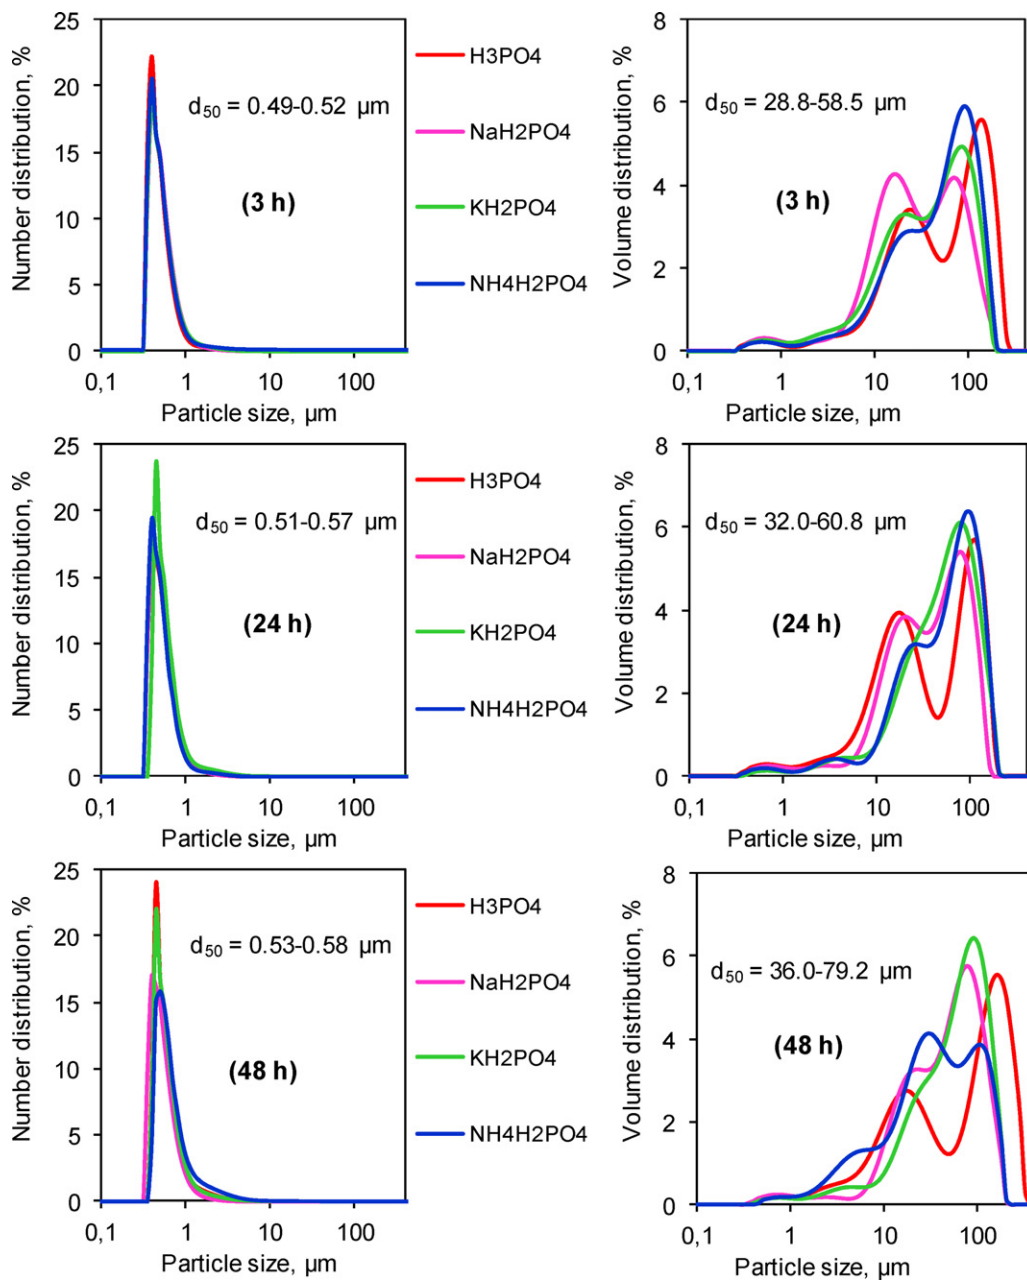 Number distribution, %
25
20
15
10
5
0
0,1
1
10
100
Particle size, µm
d50 = 0.49-0.52 µm
(3 h)
H3PO4
NaH2PO4
KH2PO4
NH4H2PO4
Volume distribution, %
8
6
4
2
0
0,1
1
10
100
Particle size, µm
d50 = 28.8-58.5 µm
(3 h)
Number distribution, %
25
20
15
10
5
0
0,1
1
10
100
Particle size, µm
d50 = 0.51-0.57 µm
(24 h)
H3PO4
NaH2PO4
KH2PO4
NH4H2PO4
Volume distribution, %
8
6
4
2
0
0,1
1
10
100
Particle size, µm
d50 = 32.0-60.8 µm
(24 h)
Number distribution, %
25
20
15
10
5
0
0,1
1
10
100
Particle size, µm
d50 = 0.53-0.58 µm
(48 h)
H3PO4
NaH2PO4
KH2PO4
NH4H2PO4
Volume distribution, %
8
6
4
2
0
0,1
1
10
100
Particle size, µm
d50 = 36.0-79.2 µm
(48 h)